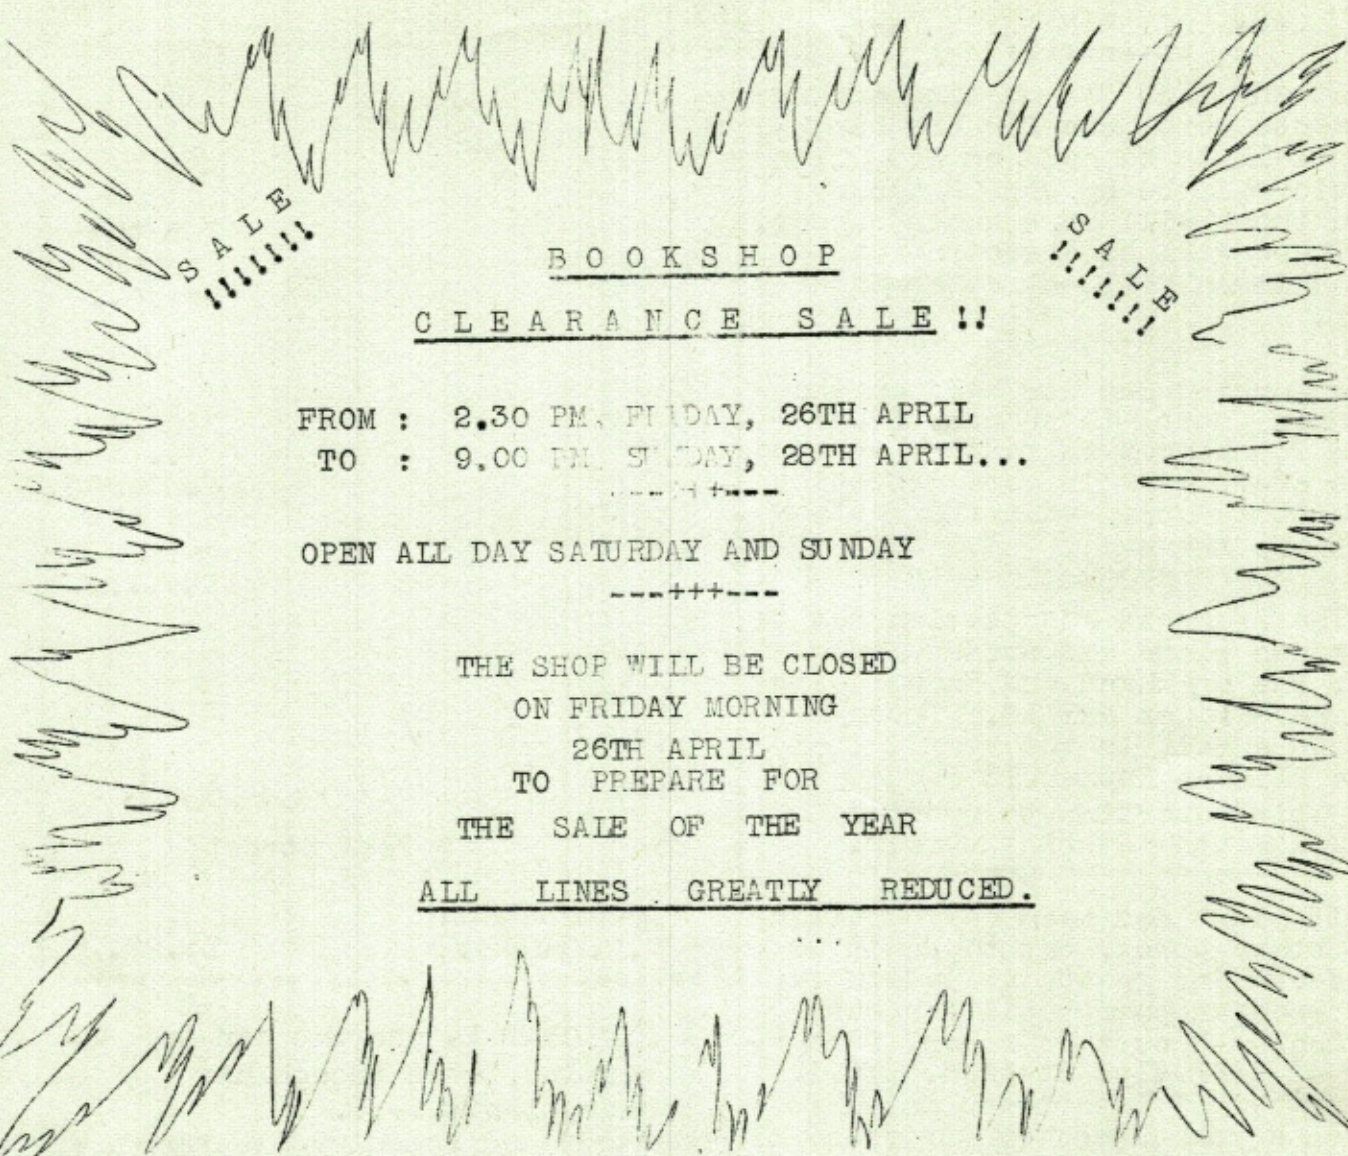 SALE
!!!!!!!
SALE
!!!!!!!
BOOKSHOP
CLEARANCE SALE!!
FROM : 2.30 PM, FRIDAY, 26TH APRIL
TO : 9.00 PM, SUNDAY, 28TH APRIL...
---+++---
OPEN ALL DAY SATURDAY AND SUNDAY
---+++---
THE SHOP WILL BE CLOSED
ON FRIDAY MORNING
26TH APRIL
TO PREPARE FOR
THE SALE OF THE YEAR
ALL LINES GREATLY REDUCED.
...